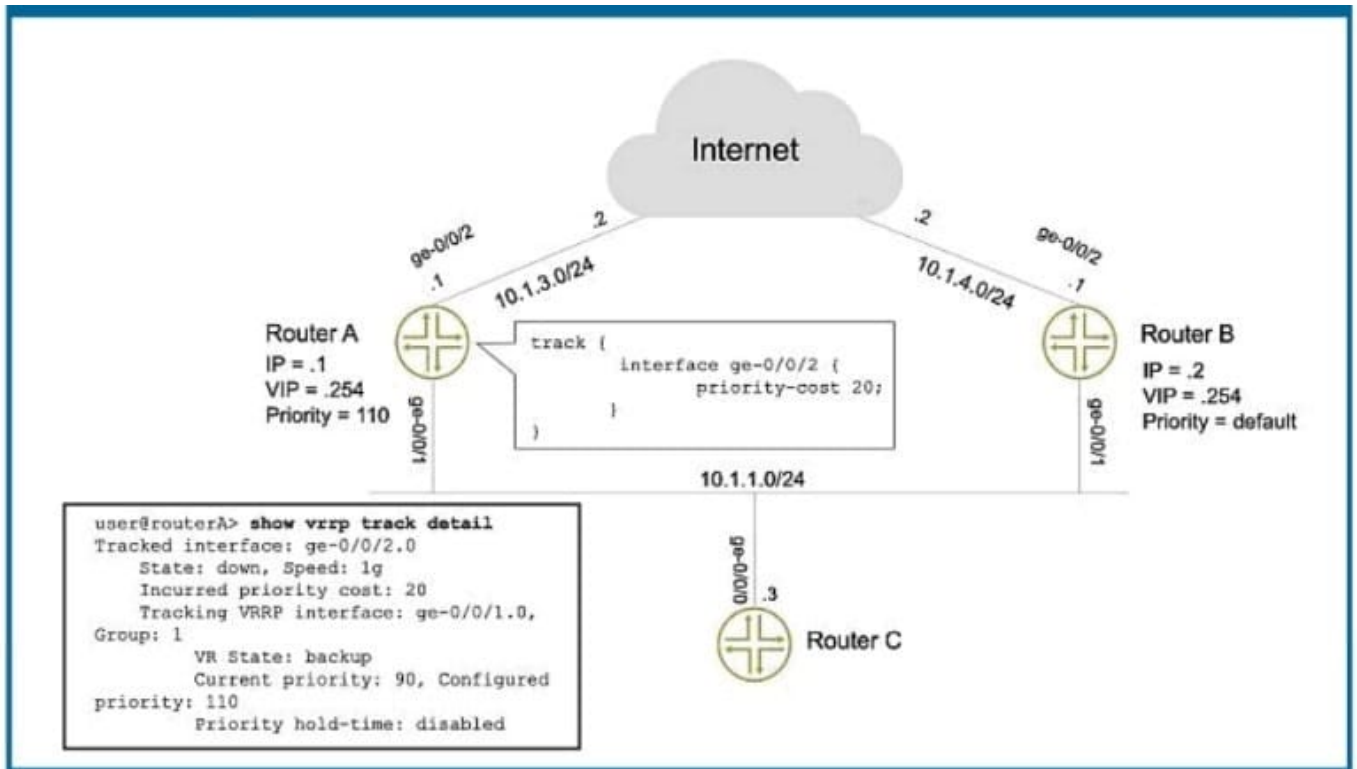 Internet
ge-0/0/2
.2
.1
10.1.3.0/24
.2
ge-0/0/2
10.1.4.0/24
.1
Router A
IP = .1
VIP = .254
Priority = 110
track {
interface ge-0/0/2 {
priority-cost 20;
}
}
Router B
IP = .2
VIP = .254
Priority = default
ge-0/0/1
ge-0/0/1
10.1.1.0/24
user@routerA> show vrrp track detail
Tracked interface: ge-0/0/2.0
State: down, Speed: 1g
Incurred priority cost: 20
Tracking VRRP interface: ge-0/0/1.0,
Group: 1
VR State: backup
Current priority: 90, Configured
priority: 110
Priority hold-time: disabled
ge-0/0/0
.3
Router C